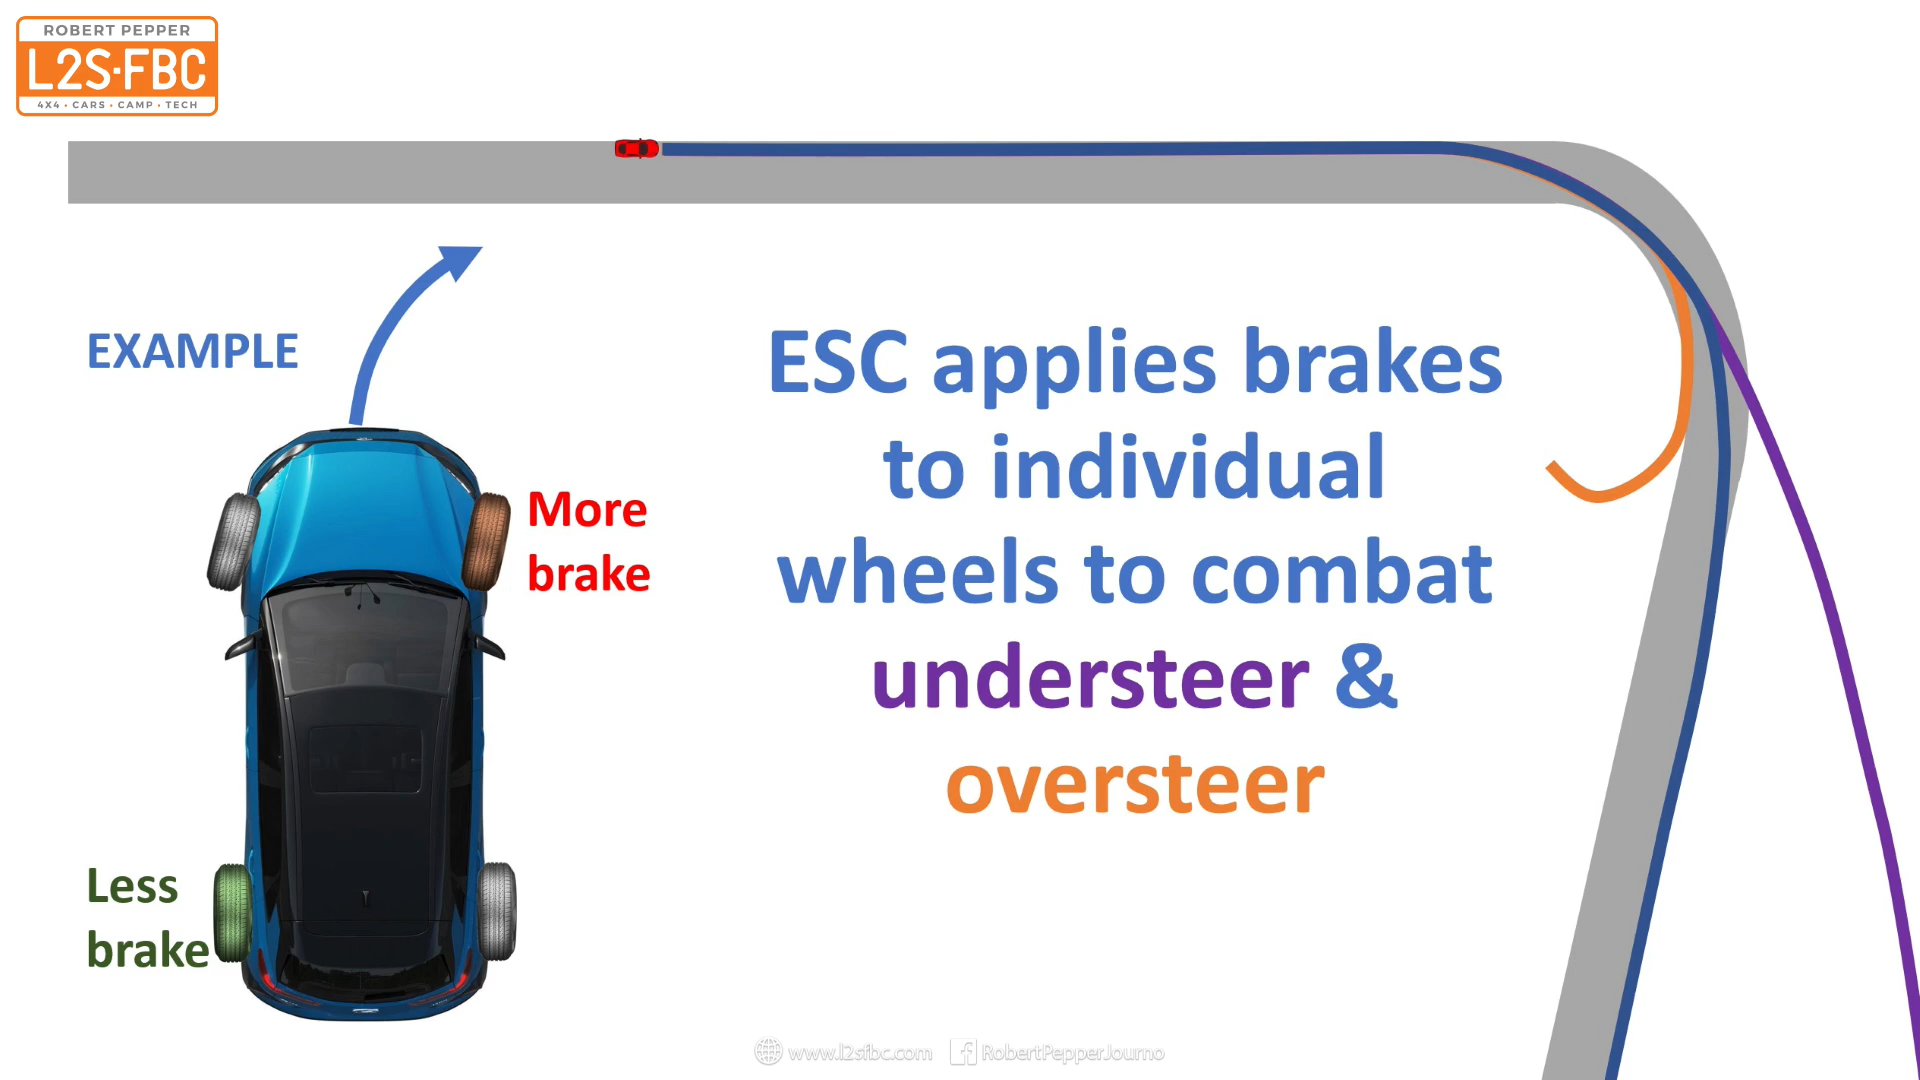 ROBERT PEPPER
L2S·FBC
4X4 · CARS · CAMP · TECH
EXAMPLE
More
brake
Less
brake
ESC applies brakes
to individual
wheels to combat
understeer &
oversteer
www.l2sfbc.com
RobertPepperJourno